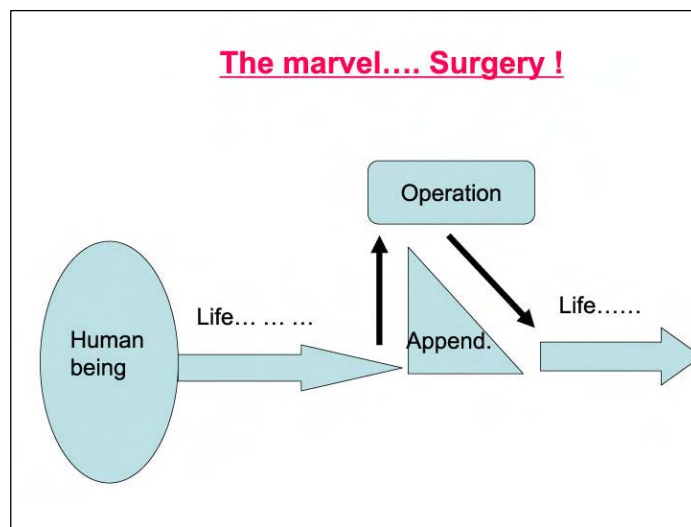 The marvel…. Surgery !
Operation
Life… … …
Life……
Human
being
Append.